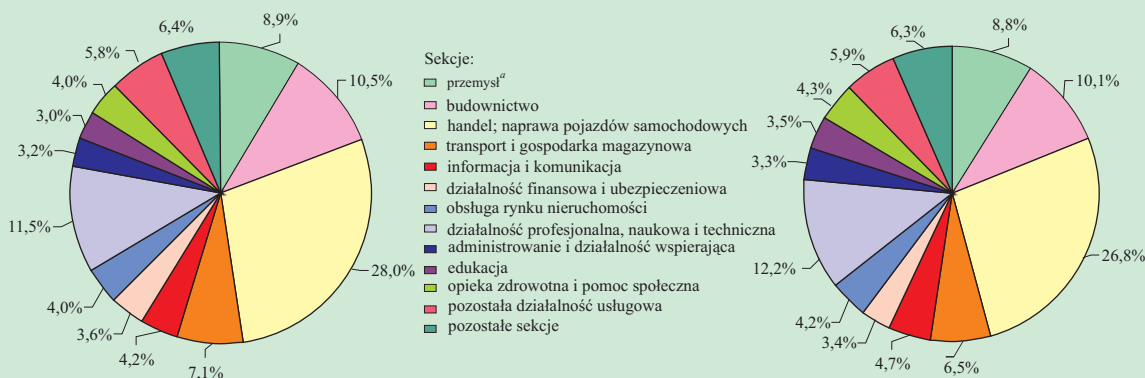 6,4%
8,9%
5,8%
10,5%
4,0%
3,0%
3,2%
11,5%
28,0%
4,0%
3,6%
4,2%
7,1%
Sekcje:
przemysłᵃ
budownictwo
handel; naprawa pojazdów samochodowych
transport i gospodarka magazynowa
informacja i komunikacja
działalność finansowa i ubezpieczeniowa
obsługa rynku nieruchomości
działalność profesjonalna, naukowa i techniczna
administrowanie i działalność wspierająca
edukacja
opieka zdrowotna i pomoc społeczna
pozostała działalność usługowa
pozostałe sekcje
6,3%
8,8%
5,9%
10,1%
4,3%
3,5%
3,3%
12,2%
26,8%
4,2%
3,4%
4,7%
6,5%